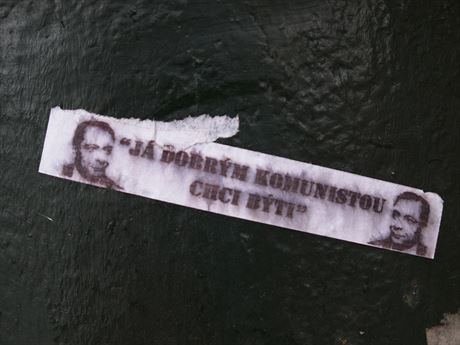 "JÁ DOBRÝM KOMUNISTOU
CHCI BÝTI"